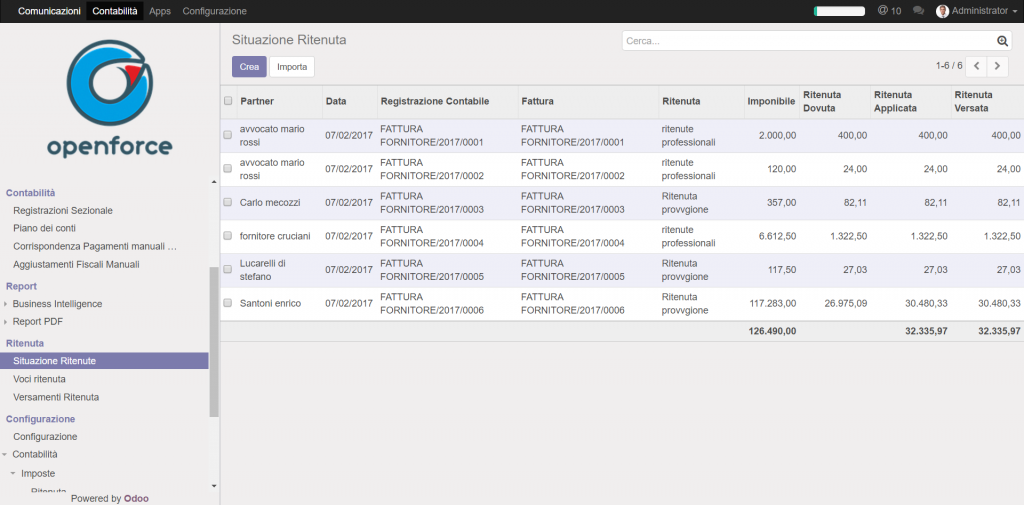 Comunicazioni Contabilità Apps Configurazione @ 10 Administrator
openforce
Contabilità
Registrazioni Sezionale
Piano dei conti
Corrispondenza Pagamenti manuali …
Aggiustamenti Fiscali Manuali
Report
Business Intelligence
Report PDF
Ritenuta
Situazione Ritenute
Voci ritenuta
Versamenti Ritenuta
Configurazione
Configurazione
Contabilità
Imposte
Ritenuta
Powered by Odoo
Situazione Ritenuta
Cerca...
Crea Importa
1-6 / 6
Partner Data Registrazione Contabile Fattura Ritenuta Imponibile Ritenuta Dovuta Ritenuta Applicata Ritenuta Versata
avvocato mario rossi 07/02/2017 FATTURA FORNITORE/2017/0001 FATTURA FORNITORE/2017/0001 ritenute professionali 2.000,00 400,00 400,00 400,00
avvocato mario rossi 07/02/2017 FATTURA FORNITORE/2017/0002 FATTURA FORNITORE/2017/0002 ritenute professionali 120,00 24,00 24,00 24,00
Carlo mecozzi 07/02/2017 FATTURA FORNITORE/2017/0003 FATTURA FORNITORE/2017/0003 Ritenuta provvgione 357,00 82,11 82,11 82,11
fornitore cruciani 07/02/2017 FATTURA FORNITORE/2017/0004 FATTURA FORNITORE/2017/0004 ritenute professionali 6.612,50 1.322,50 1.322,50 1.322,50
Lucarelli di stefano 07/02/2017 FATTURA FORNITORE/2017/0005 FATTURA FORNITORE/2017/0005 Ritenuta provvgione 117,50 27,03 27,03 27,03
Santoni enrico 07/02/2017 FATTURA FORNITORE/2017/0006 FATTURA FORNITORE/2017/0006 Ritenuta provvgione 117.283,00 26.975,09 30.480,33 30.480,33
126.490,00 32.335,97 32.335,97